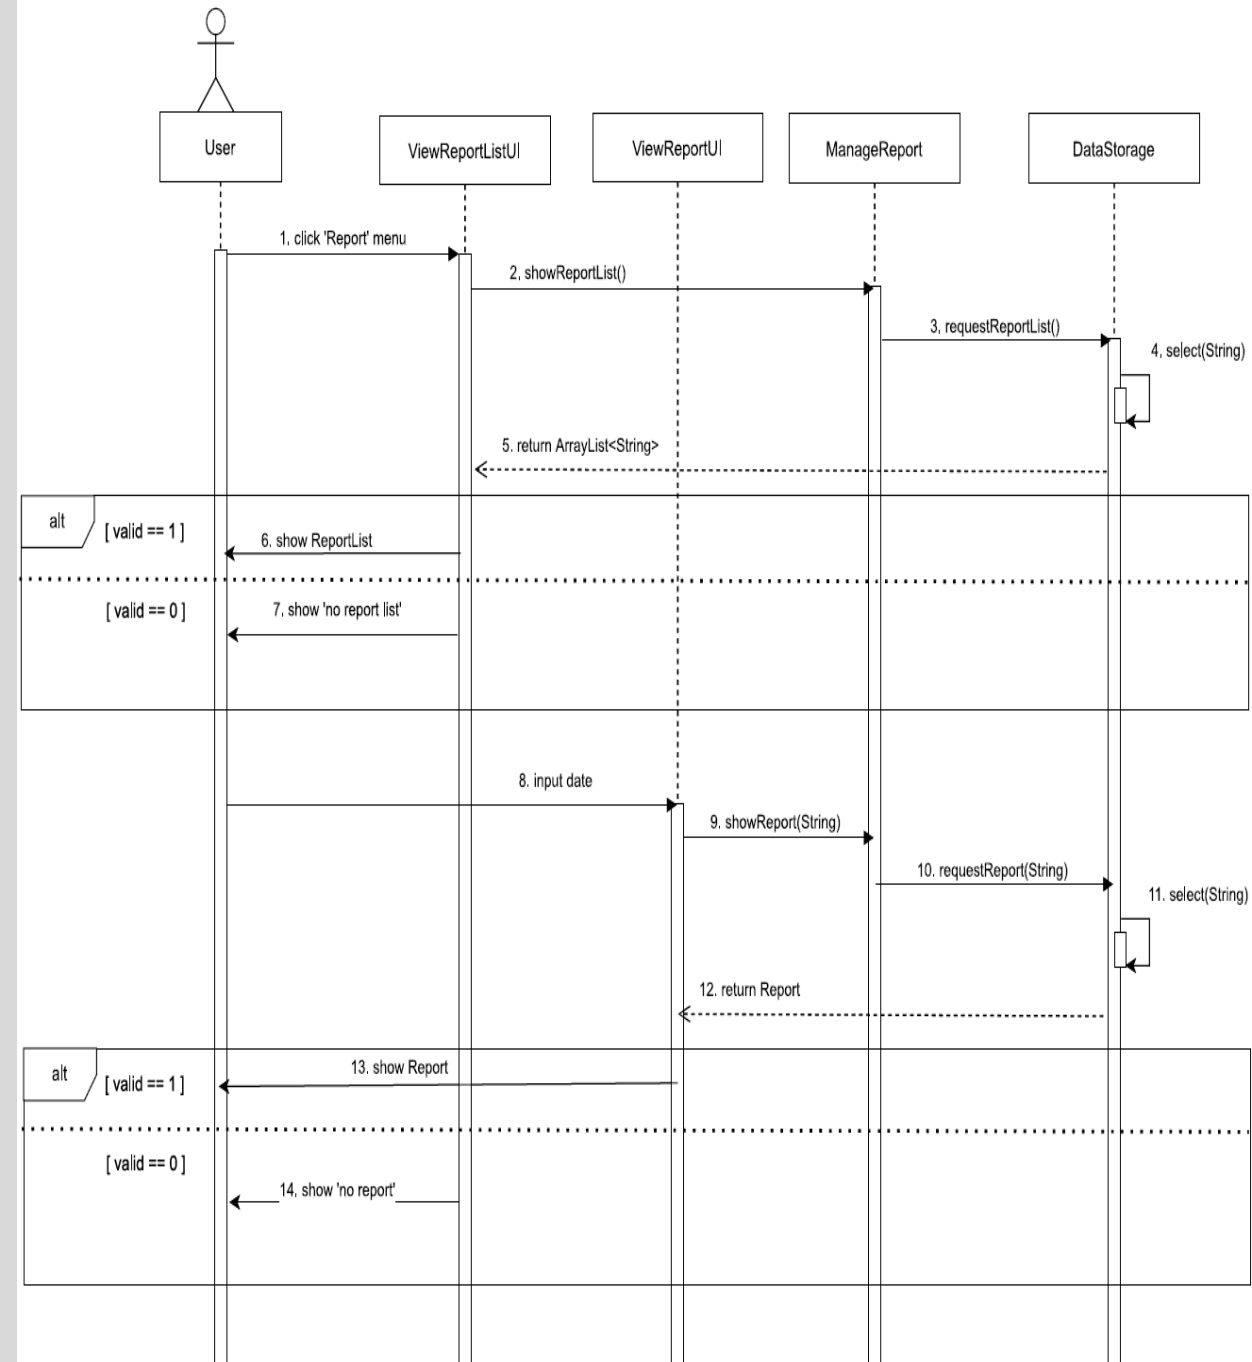 User
ViewReportListUI
ViewReportUI
ManageReport
DataStorage
1. click 'Report' menu
2. showReportList()
3. requestReportList()
4. select(String)
5. return ArrayList<String>
alt
[ valid == 1 ]
6. show ReportList
[ valid == 0 ]
7. show 'no report list'
8. input date
9. showReport(String)
10. requestReport(String)
11. select(String)
12. return Report
alt
[ valid == 1 ]
13. show Report
[ valid == 0 ]
14. show 'no report'